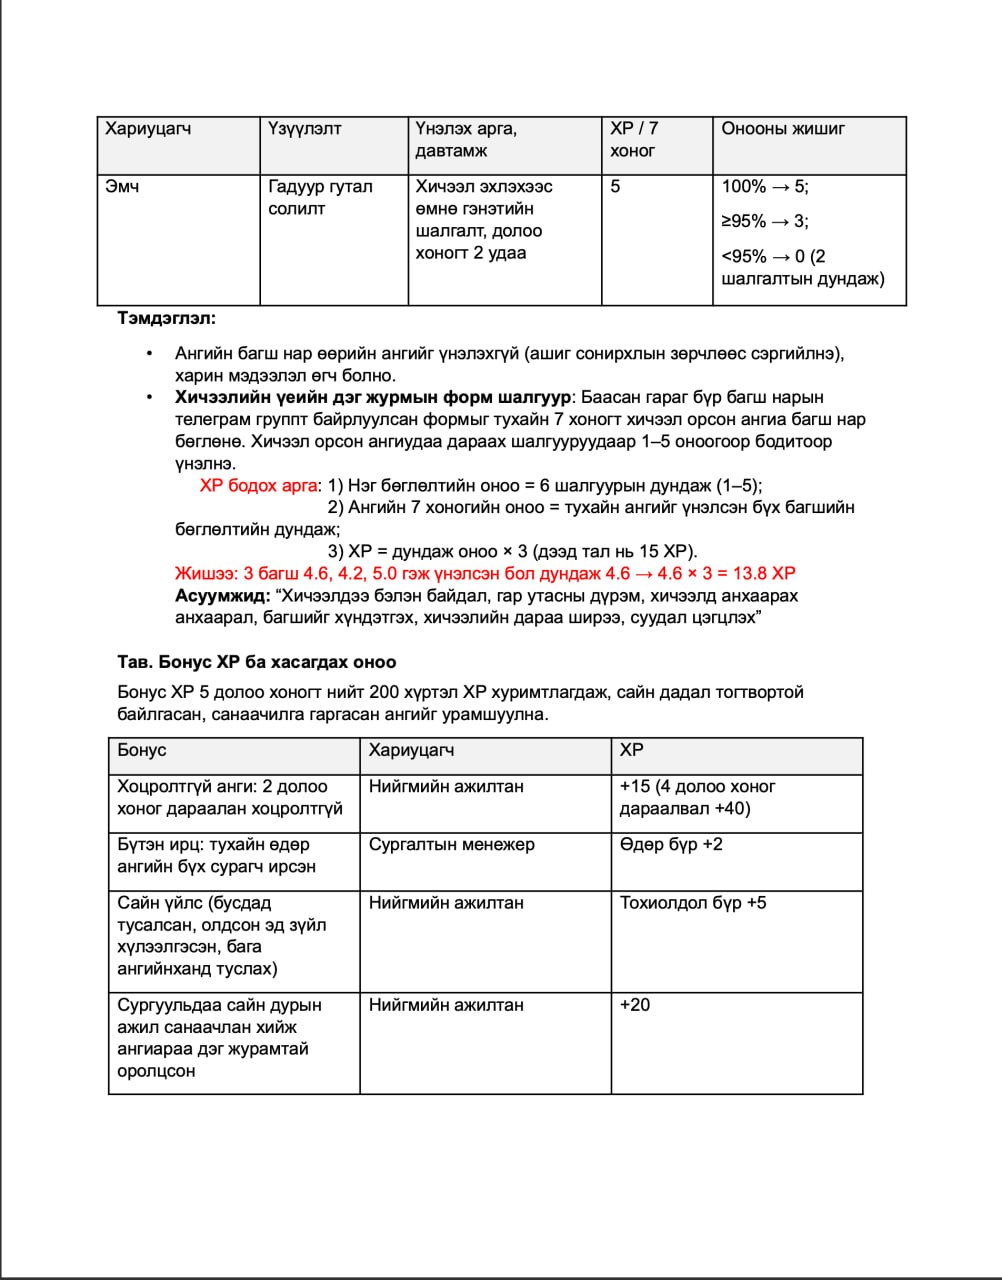 Хариуцагч
Үзүүлэлт
Үнэлэх арга,
давтамж
XP / 7
хоног
Онооны жишиг
Эмч
Гадуур гутал
солилт
Хичээл эхлэхээс
өмнө гэнэтийн
шалгалт, долоо
хоногт 2 удаа
5
100% → 5;
≥95% → 3;
<95% → 0 (2
шалгалтын дундаж)
Тэмдэглэл:
• Ангийн багш нар өөрийн ангийг үнэлэхгүй (ашиг сонирхлын зөрчлөөс сэргийлнэ),
харин мэдээлэл өгч болно.
• Хичээлийн үеийн дэг журмын форм шалгуур: Баасан гараг бүр багш нарын
телеграм группт байрлуулсан формыг тухайн 7 хоногт хичээл орсон ангиа багш нар
бөглөнө. Хичээл орсон ангиудаа дараах шалгууруудаар 1–5 оноогоор бодитоор
үнэлнэ.
XP бодох арга: 1) Нэг бөглөлтийн оноо = 6 шалгуурын дундаж (1–5);
2) Ангийн 7 хоногийн оноо = тухайн ангийг үнэлсэн бүх багшийн
бөглөлтийн дундаж;
3) XP = дундаж оноо × 3 (дээд тал нь 15 XP).
Жишээ: 3 багш 4.6, 4.2, 5.0 гэж үнэлсэн бол дундаж 4.6 → 4.6 × 3 = 13.8 XP
Асуумжид: “Хичээлдээ бэлэн байдал, гар утасны дүрэм, хичээлд анхаарах
анхаарал, багшийг хүндэтгэх, хичээлийн дараа ширээ, суудал цэгцлэх”
Тав. Бонус XP ба хасагдах оноо
Бонус XP 5 долоо хоногт нийт 200 хүртэл XP хуримтлагдаж, сайн дадал тогтвортой
байлгасан, санаачилга гаргасан ангийг урамшуулна.
Бонус
Хариуцагч
XP
Хоцролтгүй анги: 2 долоо
хоног дараалан хоцролтгүй
Нийгмийн ажилтан
+15 (4 долоо хоног
дараалвал +40)
Бүтэн ирц: тухайн өдөр
ангийн бүх сурагч ирсэн
Сургалтын менежер
Өдөр бүр +2
Сайн үйлс (бусдад
тусалсан, олдсон эд зүйл
хүлээлгэсэн, бага
ангийнханд туслах)
Нийгмийн ажилтан
Тохиолдол бүр +5
Сургуульдаа сайн дурын
ажил санаачлан хийж
ангиараа дэг журамтай
оролцсон
Нийгмийн ажилтан
+20